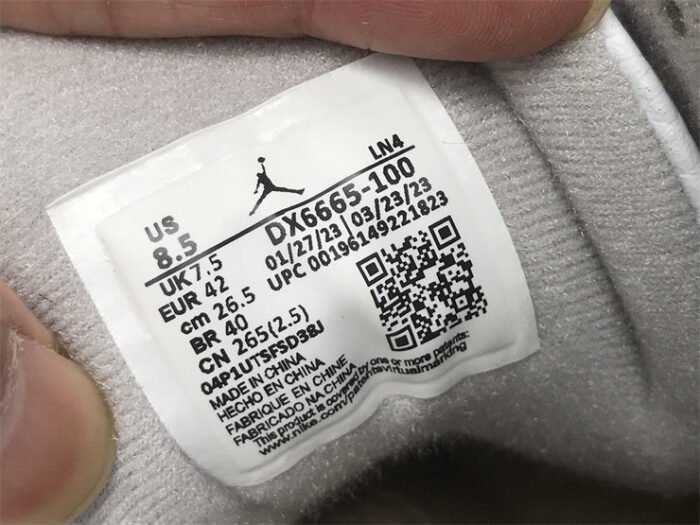 LN4
US
8.5
DX6665-100
UK 7.5
01/27/23 | 03/23/23
EUR 42
UPC 00196149221823
cm 26.5
BR 40
CN 265(2.5)
04P1UTSFSD38J
MADE IN CHINA
HECHO EN CHINA
FABRIQUE EN CHINE
FABRICADO NA CHINA
This product is covered by one or more patents:
www.nike.com/patentsvirtualmarking